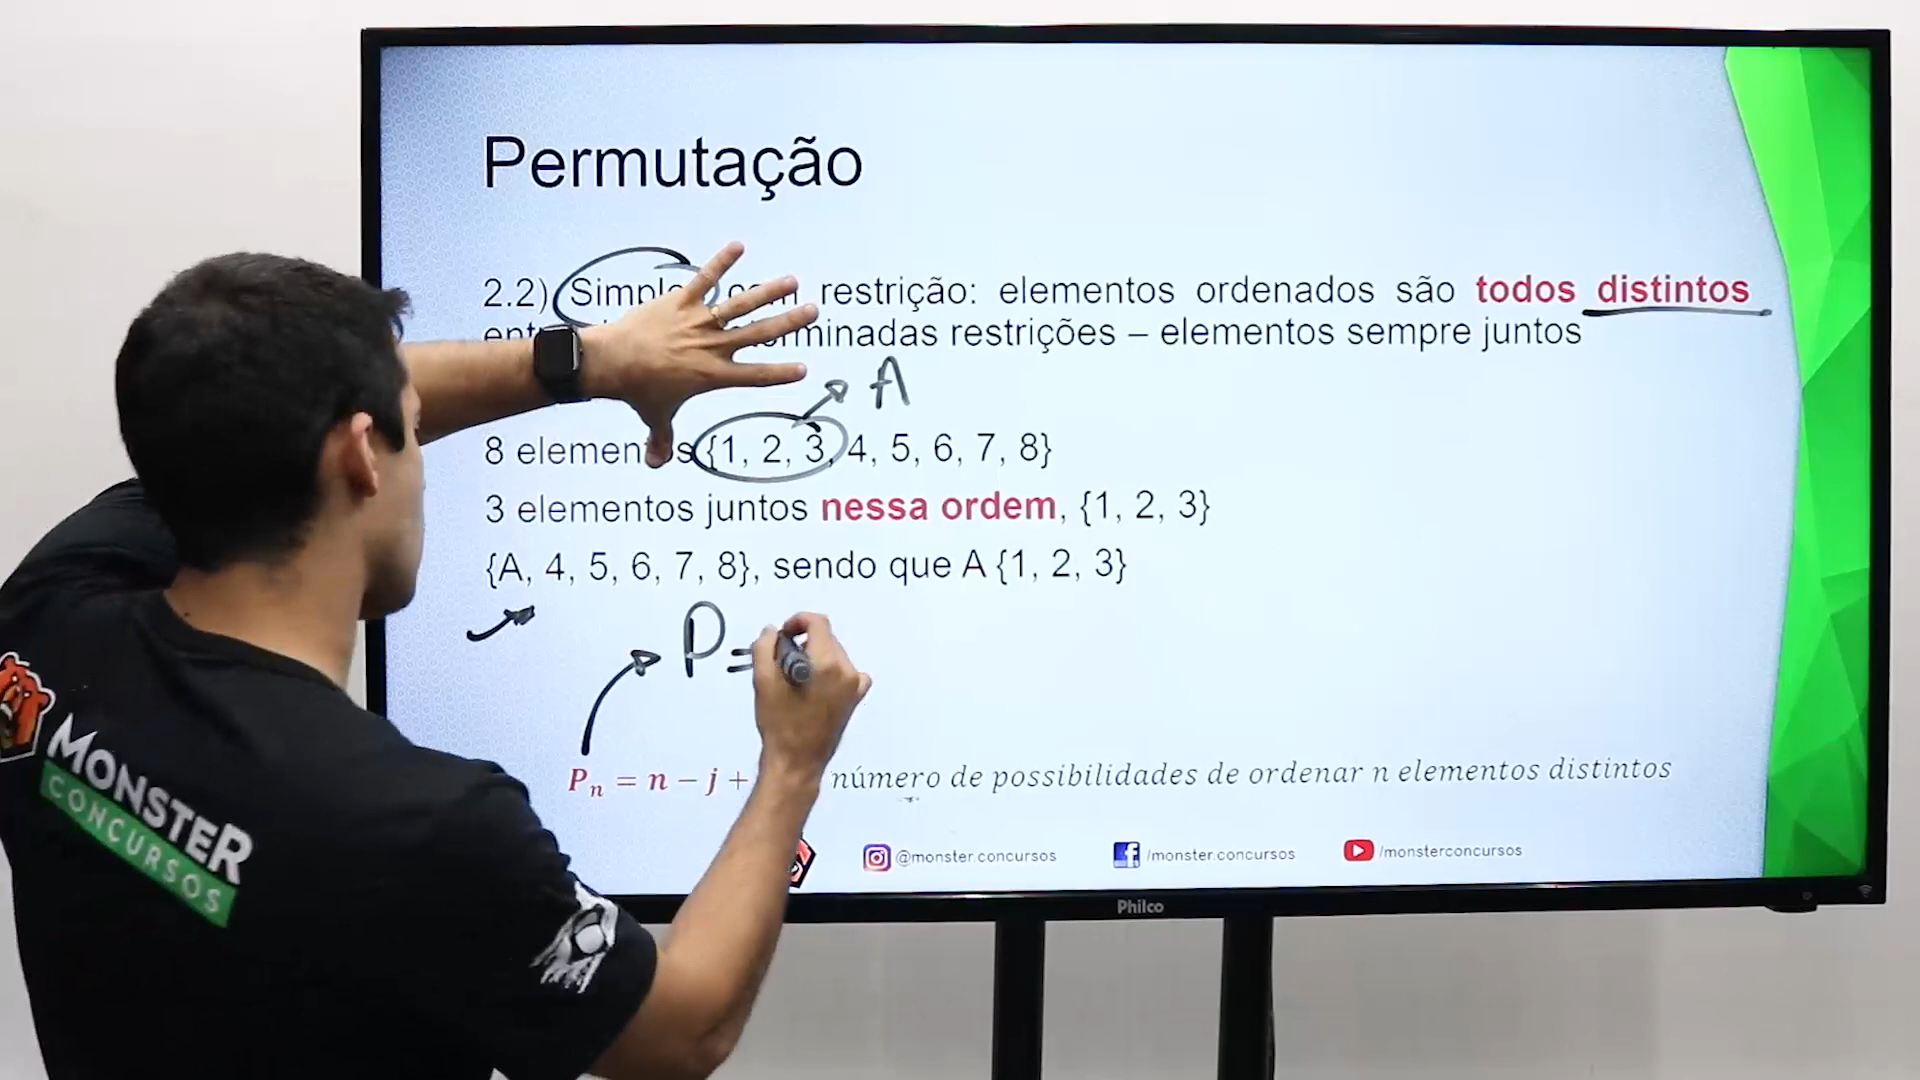 Permutação
2.2) Simples com restrição: elementos ordenados são todos distintos
minadas restrições – elementos sempre juntos
A
8 elementos {1, 2, 3, 4, 5, 6, 7, 8}
3 elementos juntos nessa ordem, {1, 2, 3}
{A, 4, 5, 6, 7, 8}, sendo que A {1, 2, 3}
P=
Pₙ = n − j + número de possibilidades de ordenar n elementos distintos
@monster.concursos /monster.concursos /monsterconcursos
Philco
MONSTER
CONCURSOS